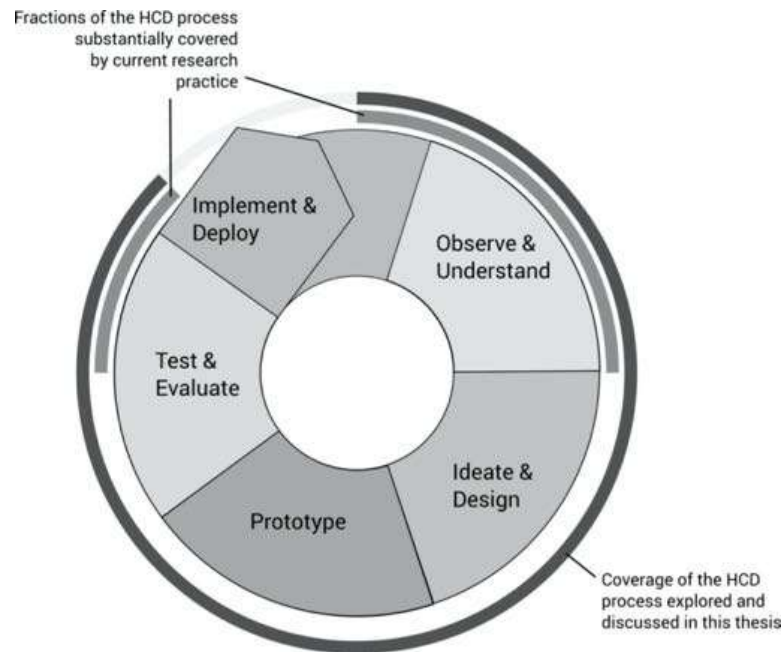 Fractions of the HCD process
substantially covered
by current research
practice
Implement &
Deploy
Observe &
Understand
Test &
Evaluate
Ideate &
Design
Prototype
Coverage of the HCD
process explored and
discussed in this thesis